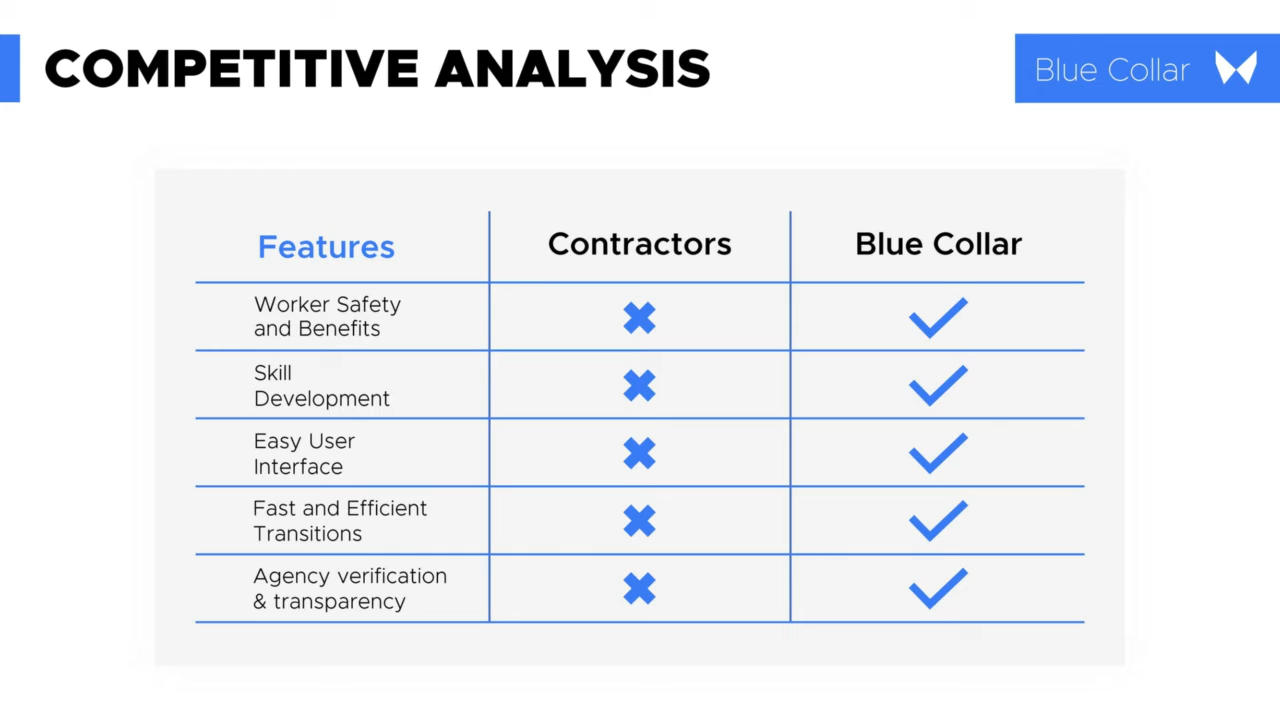 COMPETITIVE ANALYSIS
Blue Collar
Features
Contractors
Blue Collar
Worker Safety
and Benefits
Skill
Development
Easy User
Interface
Fast and Efficient
Transitions
Agency verification
& transparency